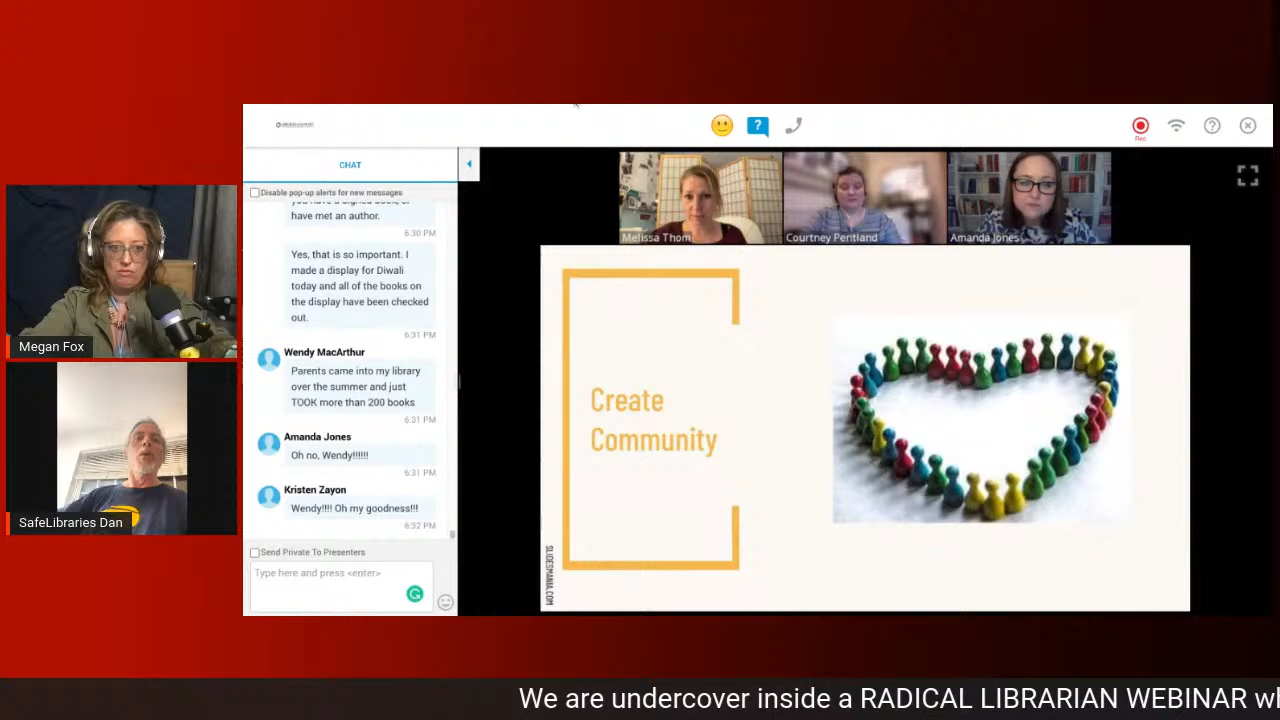 Megan Fox
SafeLibraries Dan
?
Rec
?
CHAT
Disable pop-up alerts for new messages
have met an author.
6:30 PM
Yes, that is so important. I
made a display for Diwali
today and all of the books on
the display have been checked
out.
6:31 PM
Wendy MacArthur
Parents came into my library
over the summer and just
TOOK more than 200 books
6:31 PM
Amanda Jones
Oh no, Wendy!!!!!!
6:31 PM
Kristen Zayon
Wendy!!!! Oh my goodness!!!
6:32 PM
Send Private To Presenters
Type here and press <enter>
Melissa Thom
Courtney Pentland
Amanda Jones
Create
Community
SLIDESMANIA.COM
We are undercover inside a RADICAL LIBRARIAN WEBINAR wh